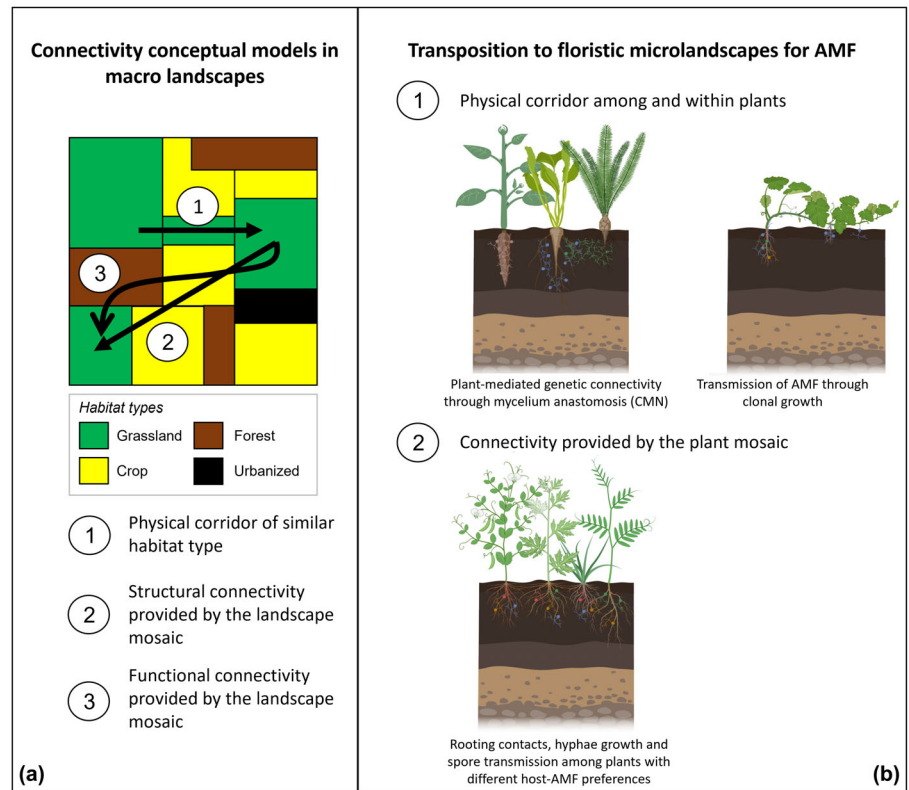 Connectivity conceptual models in
macro landscapes
1
3
2
Habitat types
Grassland
Forest
Crop
Urbanized
1
Physical corridor of similar
habitat type
2
Structural connectivity
provided by the landscape
mosaic
3
Functional connectivity
provided by the landscape
mosaic
(a)
Transposition to floristic microlandscapes for AMF
1
Physical corridor among and within plants
Plant-mediated genetic connectivity
through mycelium anastomosis (CMN)
Transmission of AMF through
clonal growth
2
Connectivity provided by the plant mosaic
Rooting contacts, hyphae growth and
spore transmission among plants with
different host-AMF preferences
(b)